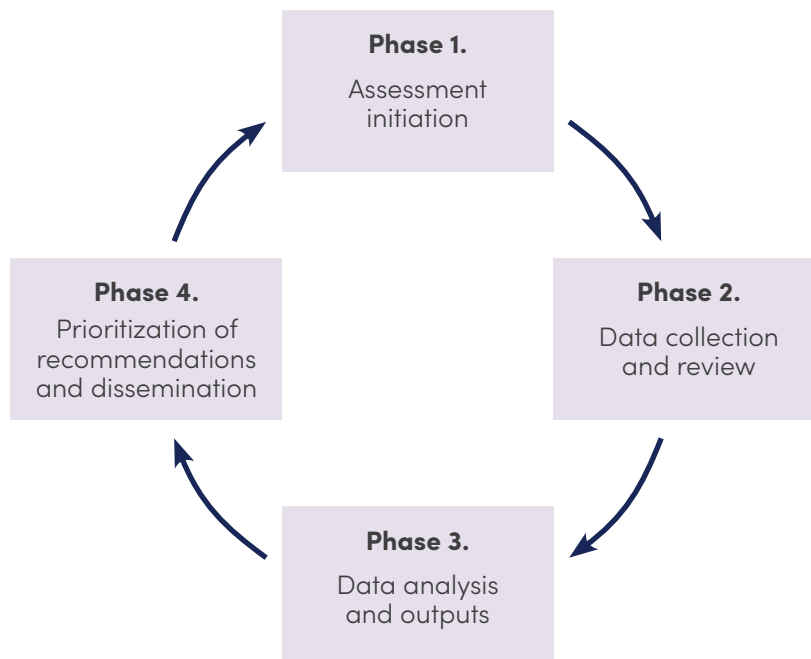 Phase 1.
Assessment
initiation
Phase 2.
Data collection
and review
Phase 3.
Data analysis
and outputs
Phase 4.
Prioritization of
recommendations
and dissemination